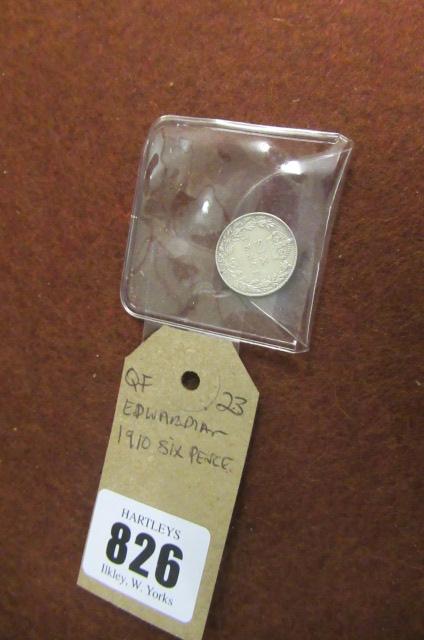 QF 23
EDWARDIAN
1910 SIX PENCE
HARTLEYS
826
Ilkley, W. Yorks